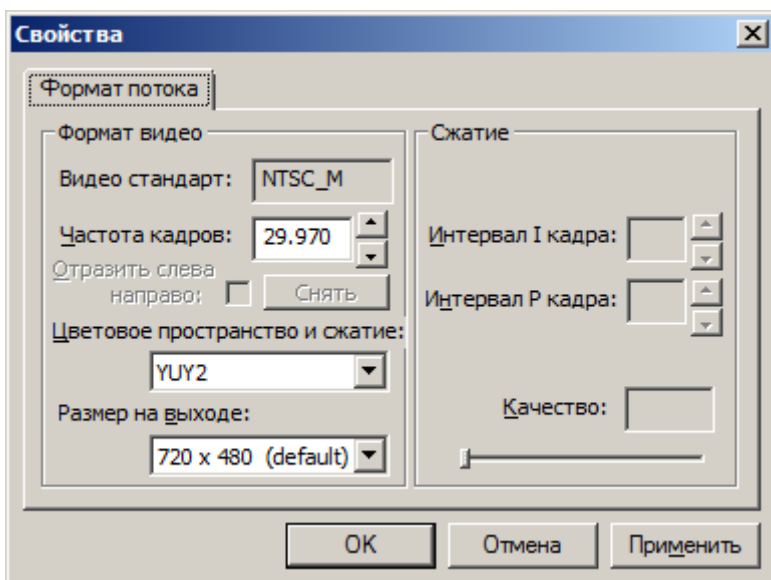 Свойства
Формат потока
Формат видео
Видео стандарт: NTSC_M
Частота кадров: 29.970
Отразить слева
направо: Снять
Цветовое пространство и сжатие:
YUY2
Размер на выходе:
720 x 480 (default)
Сжатие
Интервал I кадра:
Интервал P кадра:
Качество:
OK Отмена Применить